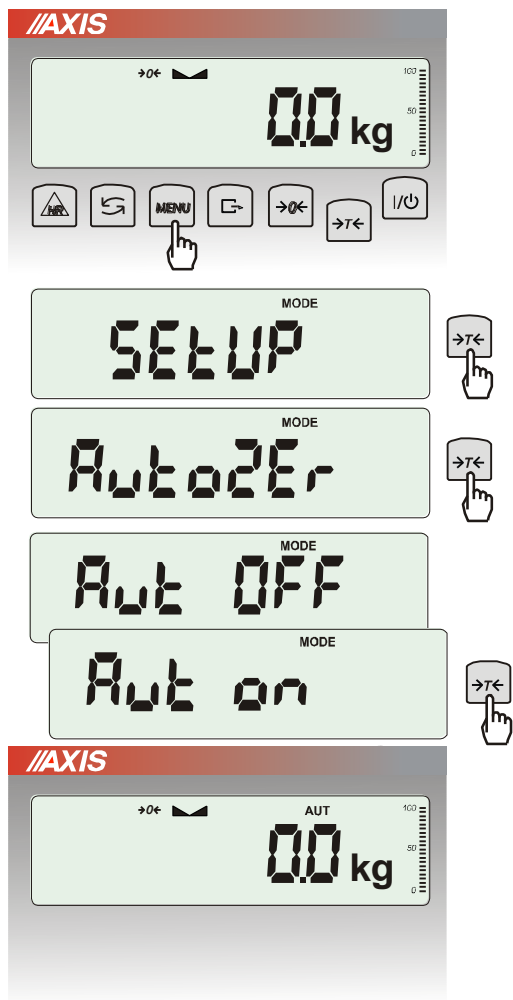 //AXIS
→0← 100
50
0.0 kg
0
HR MENU →0← →T← I/⏻
MODE
SEtUP
→T←
MODE
AutoZEr
→T←
MODE
Aut OFF
MODE
Aut on
→T←
//AXIS
→0← AUT 100
50
0.0 kg
0